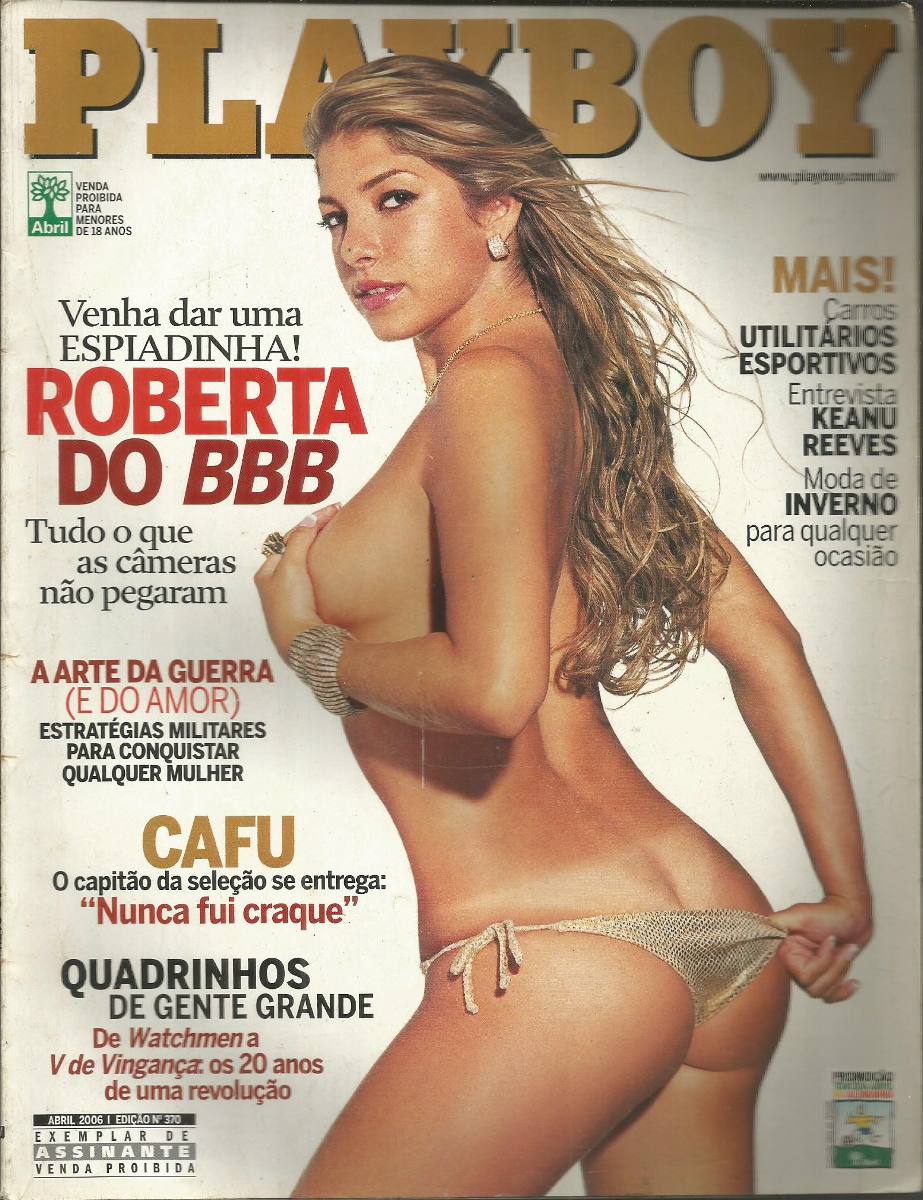 PLAYBOY
www.playboy.com.br
Abril
VENDA
PROIBIDA
PARA
MENORES
DE 18 ANOS
Venha dar uma
ESPIADINHA!
ROBERTA
DO BBB
Tudo o que
as câmeras
não pegaram
A ARTE DA GUERRA
(E DO AMOR)
ESTRATÉGIAS MILITARES
PARA CONQUISTAR
QUALQUER MULHER
CAFU
O capitão da seleção se entrega:
“Nunca fui craque”
QUADRINHOS
DE GENTE GRANDE
De Watchmen a
V de Vingança: os 20 anos
de uma revolução
ABRIL 2006 | EDIÇÃO Nº 370
EXEMPLAR DE
ASSINANTE
VENDA PROIBIDA
MAIS!
Carros
UTILITÁRIOS
ESPORTIVOS
Entrevista
KEANU
REEVES
Moda de
INVERNO
para qualquer
ocasião
PROMOÇÃO